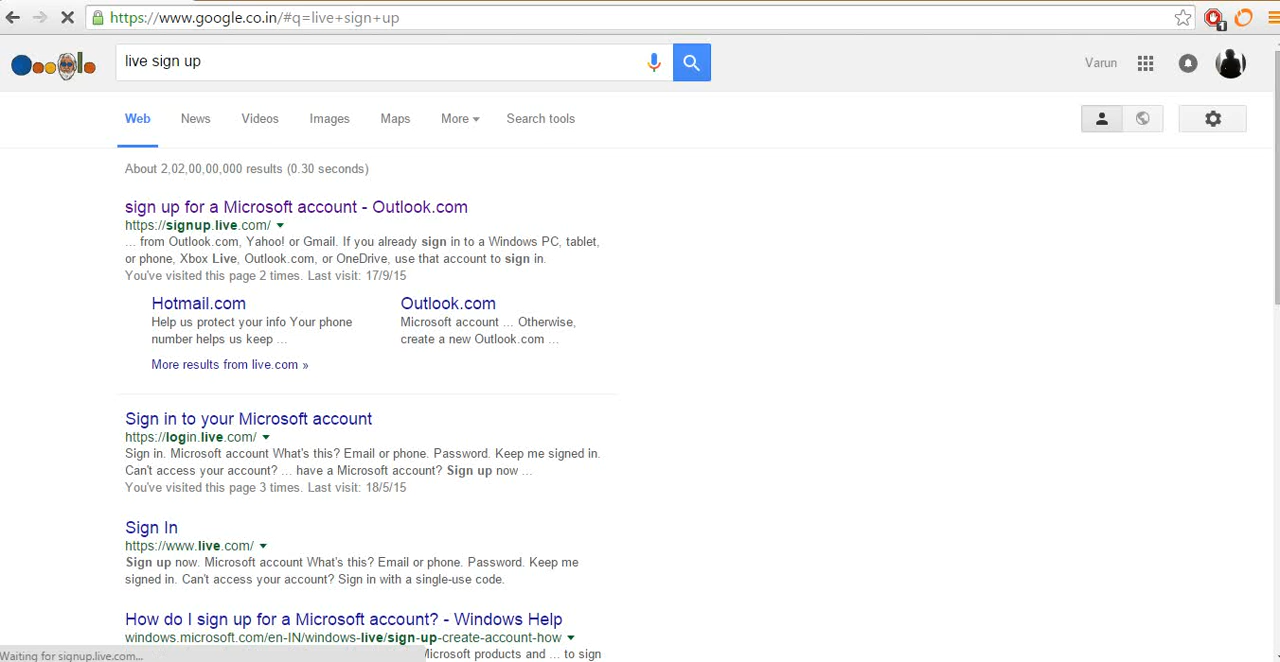 https://www.google.co.in/#q=live+sign+up
1
live sign up
Varun
Web News Videos Images Maps More Search tools
About 2,02,00,00,000 results (0.30 seconds)
sign up for a Microsoft account - Outlook.com
https://signup.live.com/
... from Outlook.com, Yahoo! or Gmail. If you already sign in to a Windows PC, tablet,
or phone, Xbox Live, Outlook.com, or OneDrive, use that account to sign in.
You've visited this page 2 times. Last visit: 17/9/15
Hotmail.com
Help us protect your info Your phone
number helps us keep ...
Outlook.com
Microsoft account ... Otherwise,
create a new Outlook.com ...
More results from live.com »
Sign in to your Microsoft account
https://login.live.com/
Sign in. Microsoft account What's this? Email or phone. Password. Keep me signed in.
Can't access your account? ... have a Microsoft account? Sign up now ...
You've visited this page 3 times. Last visit: 18/5/15
Sign In
https://www.live.com/
Sign up now. Microsoft account What's this? Email or phone. Password. Keep me
signed in. Can't access your account? Sign in with a single-use code.
How do I sign up for a Microsoft account? - Windows Help
windows.microsoft.com/en-IN/windows-live/sign-up-create-account-how
Microsoft products and ... to sign
Waiting for signup.live.com...